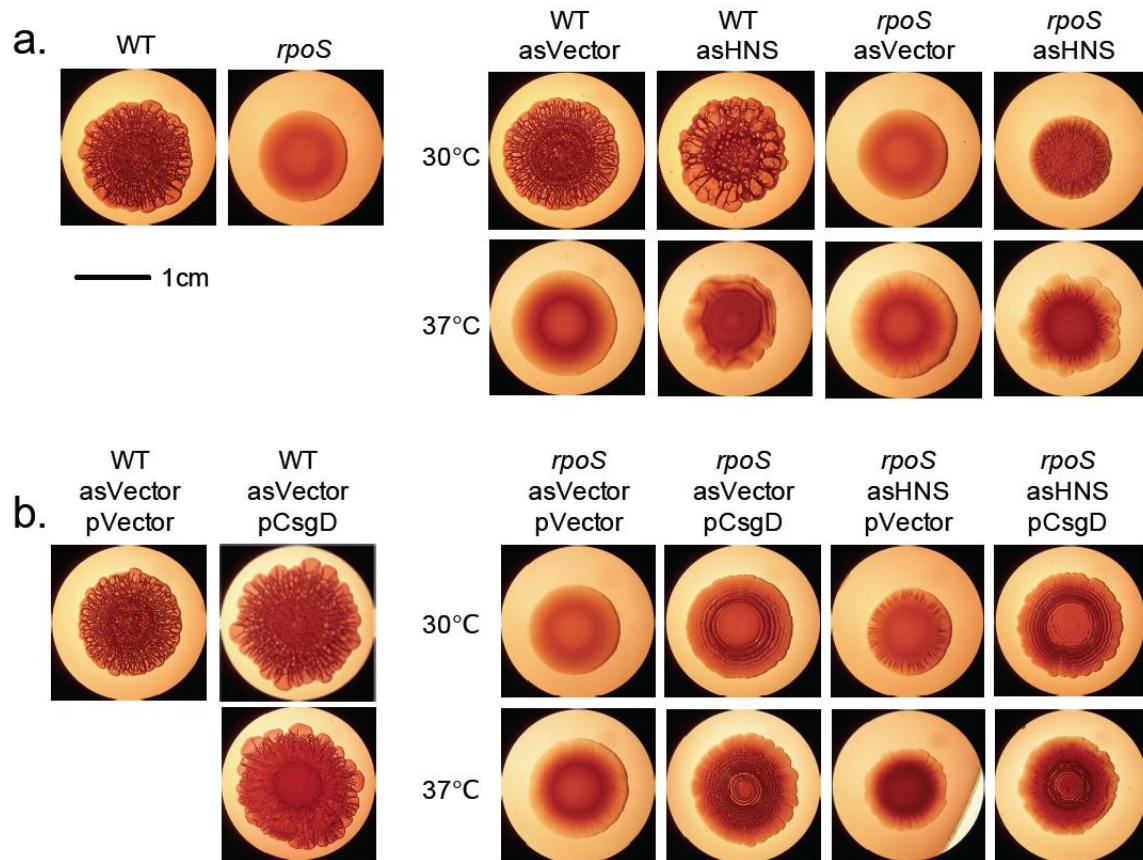 a.
WT
rpoS
WT
asVector
WT
asHNS
rpoS
asVector
rpoS
asHNS
30°C
1cm
37°C
b.
WT
asVector
pVector
WT
asVector
pCsgD
rpoS
asVector
pVector
rpoS
asVector
pCsgD
rpoS
asHNS
pVector
rpoS
asHNS
pCsgD
30°C
37°C